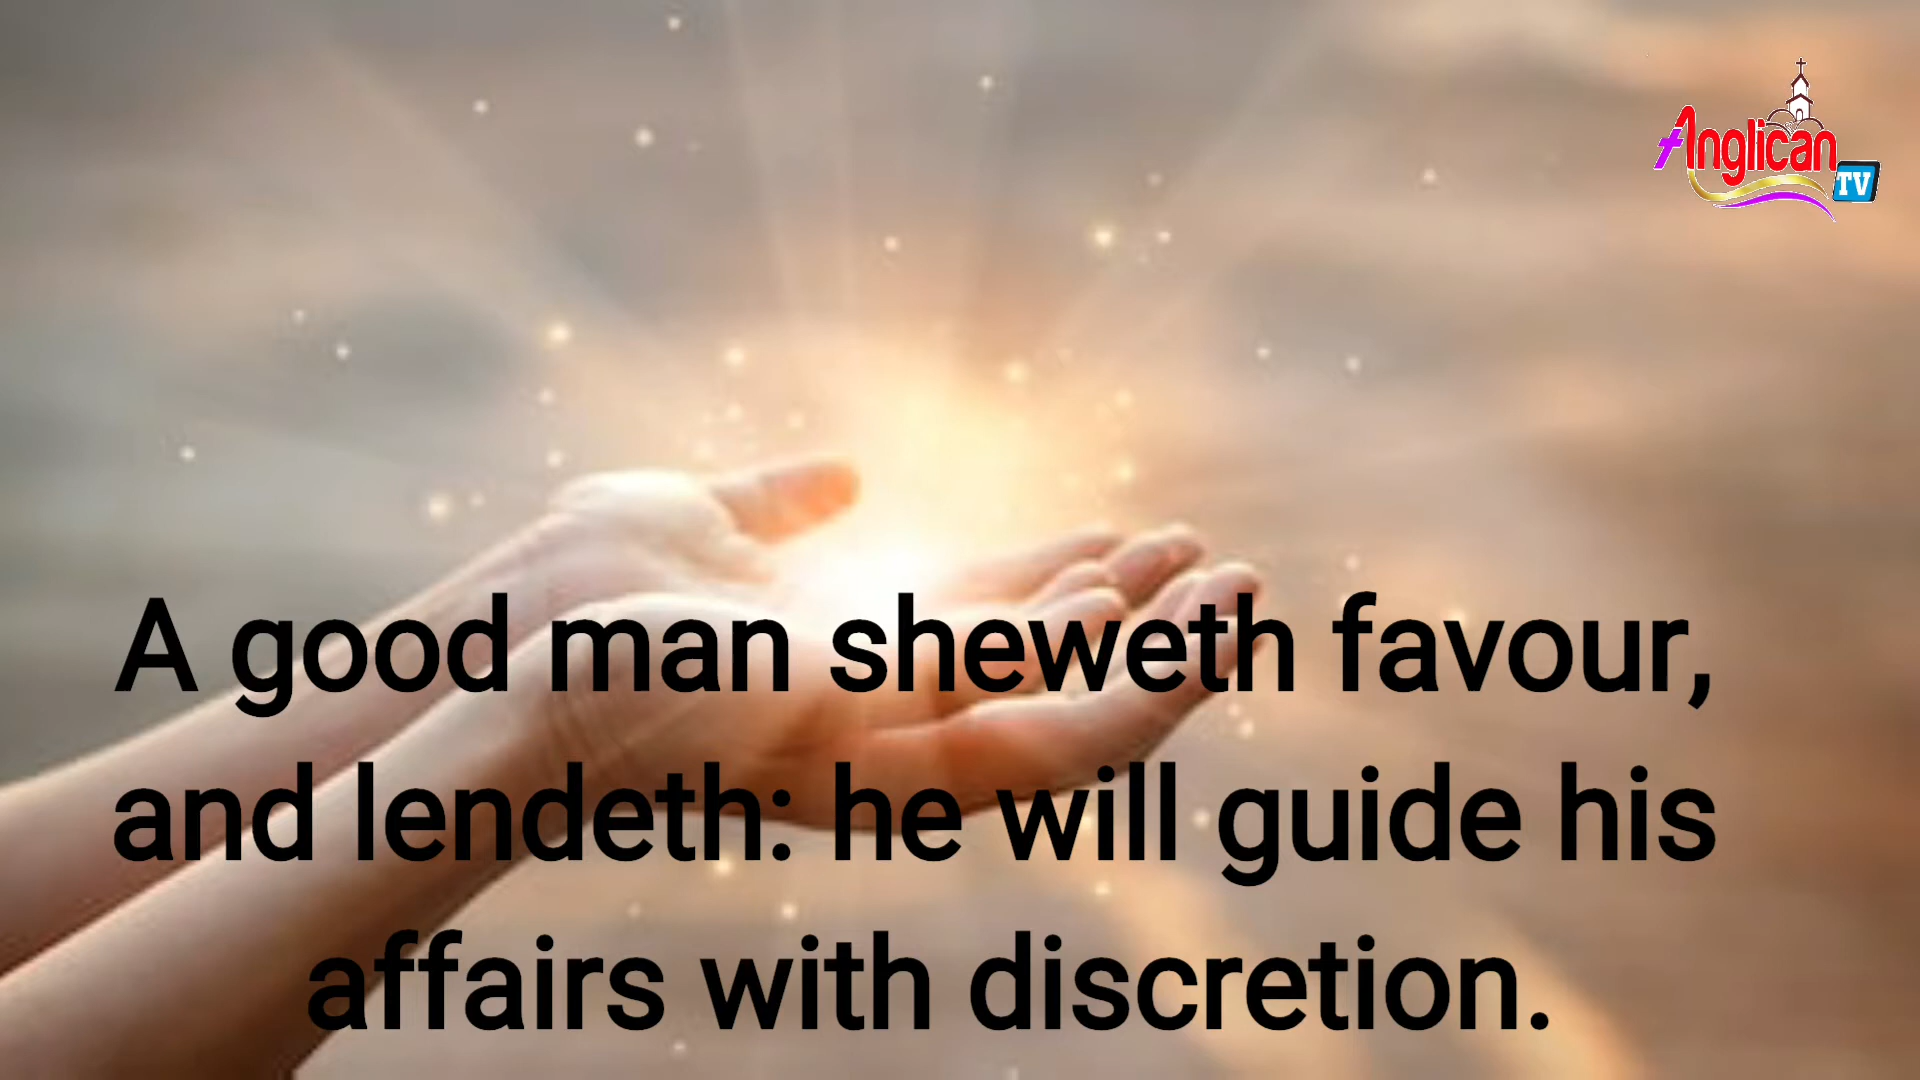 Anglican
TV
A good man sheweth favour,
and lendeth: he will guide his
affairs with discretion.